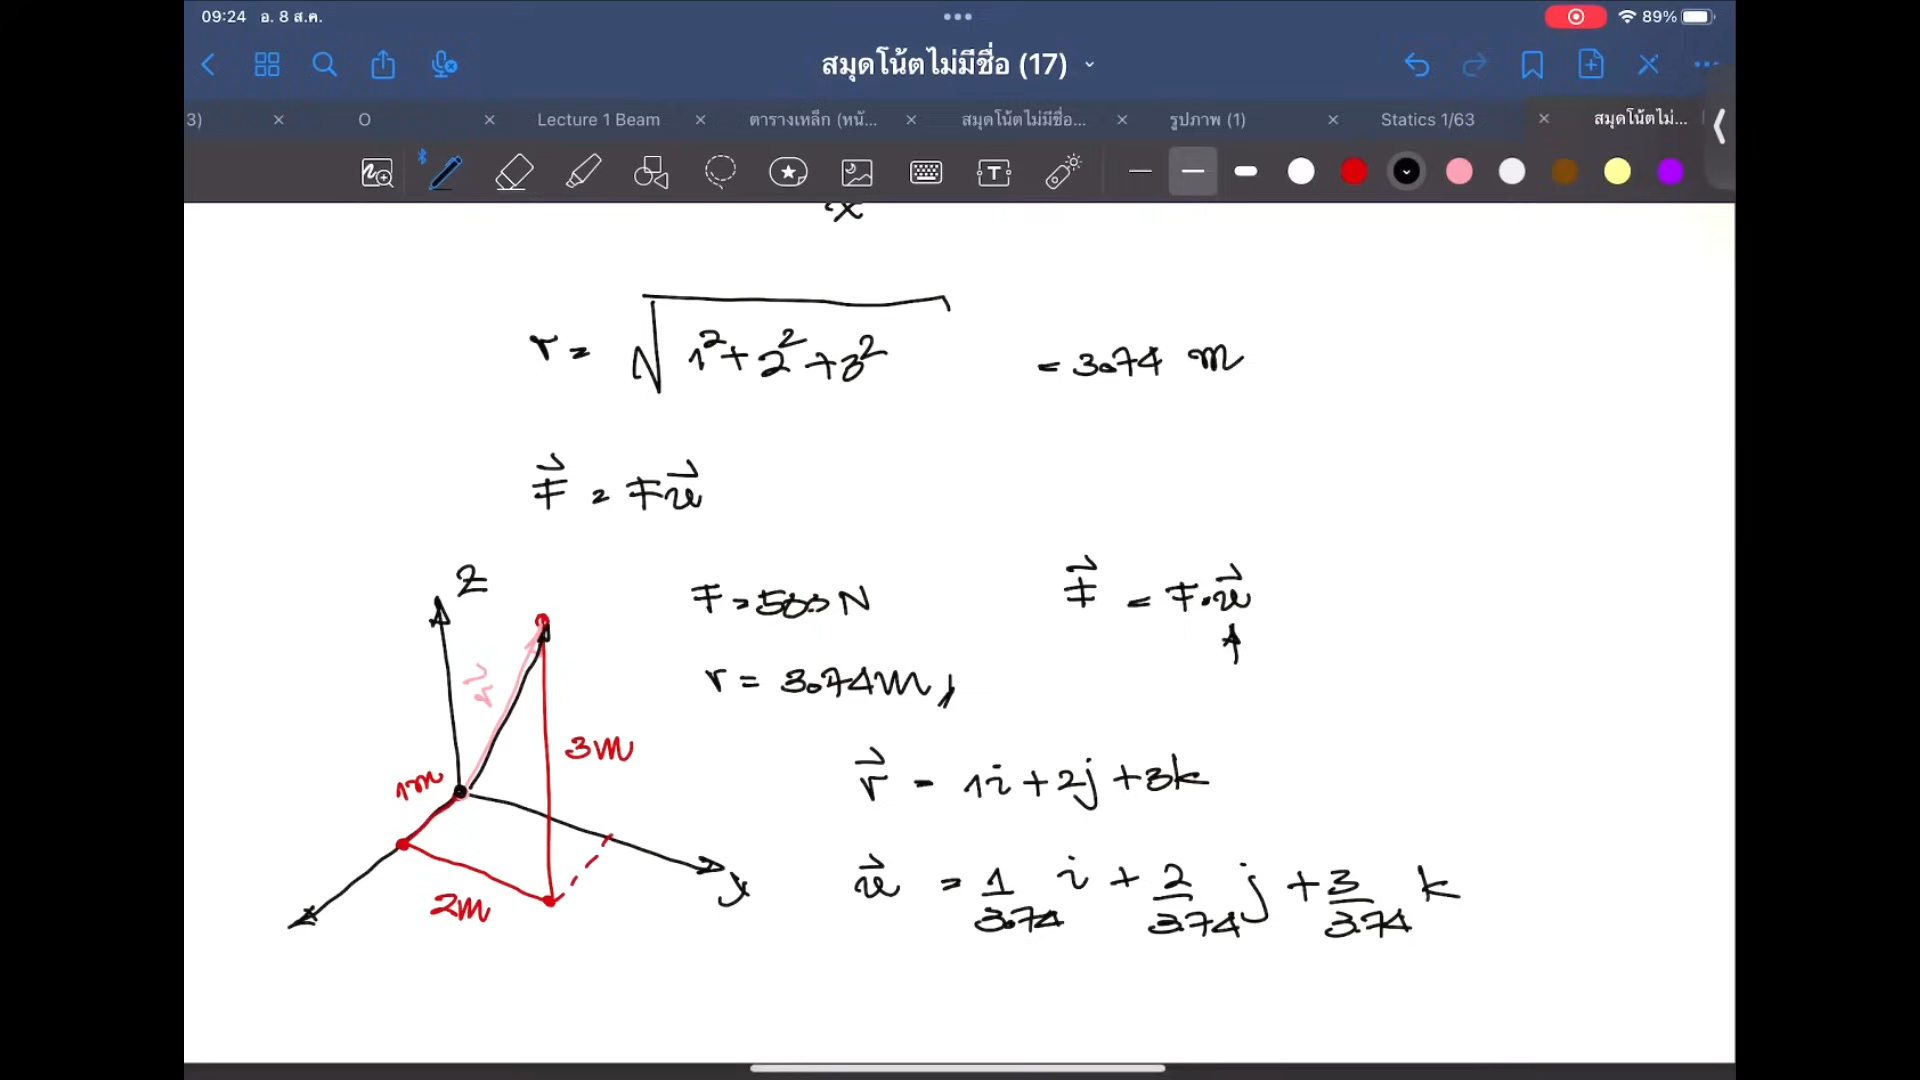 09:24 อ. 8 ส.ค.
89%
สมุดโน้ตไม่มีชื่อ (17)
3)
O
Lecture 1 Beam
ตารางเหล็ก (หนั...
สมุดโน้ตไม่มีชื่อ...
รูปภาพ (1)
Statics 1/63
สมุดโน้ตไม่...
x
r = √1²+2²+3² = 3.74 m
F⃗ = Fu⃗
z
F = 500 N
F⃗ = F.u⃗
r⃗
r = 3.74m
3m
r⃗ = 1i+2j+3k
1m
y
2m
u⃗ = 1/3.74 i + 2/3.74 j + 3/3.74 k